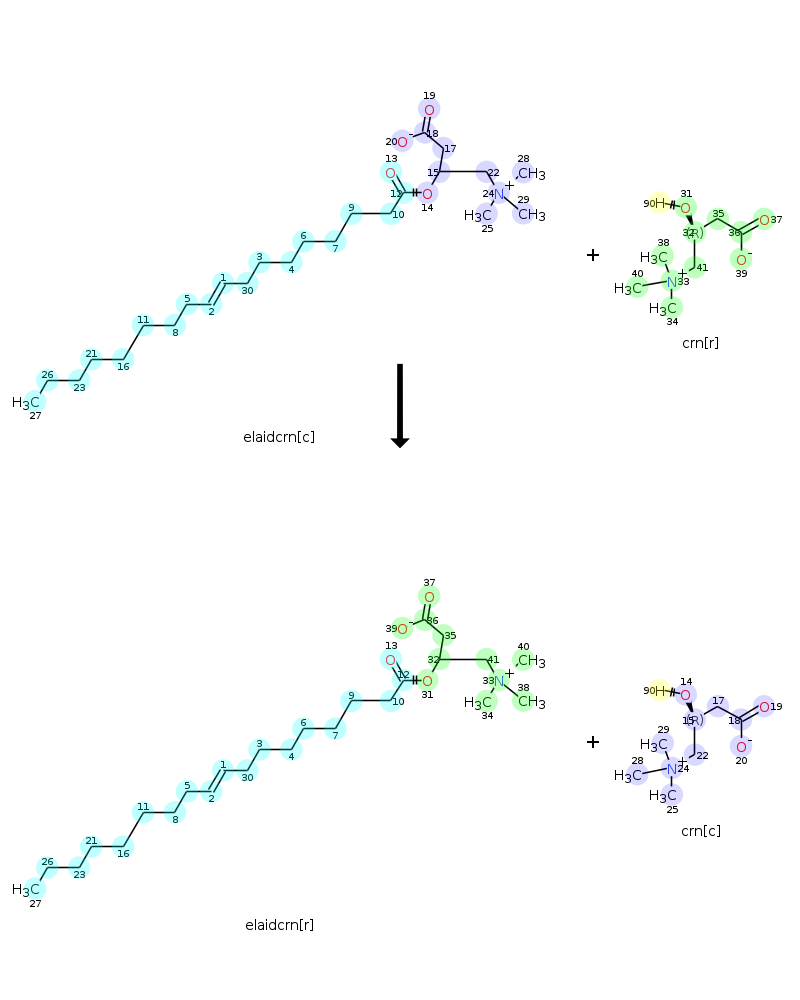 19
O
20 O - 18
17
13 28
O 15 22 CH3
12 24 N +
90 H 31
O 29
9 10 14 H3C CH3
25
O 35 O 37
32 (R) 36
6 7
38
3 4 H3C O -
+
1 30 40 H3C N + 33 41 39
5 2 H3C
34
11 8 crn[r]
21 16
26 23
H3C
27
elaidcrn[c]
37
O
39 O - 36
35
13 40
O 32 41 CH3
12 33 N +
90 H 14
O 38
9 10 31 H3C CH3
34
O 17 O 19
15 (R) 18
6 7
29
3 4 H3C O -
+
1 30 28 H3C N + 24 22 20
5 2 H3C
25
11 8 crn[c]
21 16
26 23
H3C
27
elaidcrn[r]